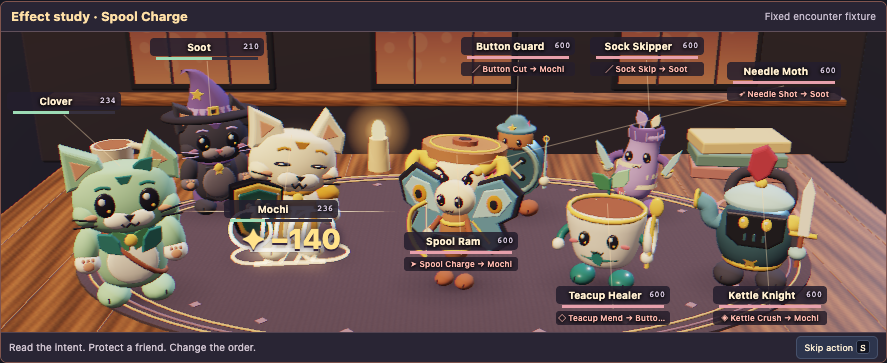 Effect study · Spool Charge
Fixed encounter fixture
Soot 210
Button Guard 600
Button Cut → Mochi
Sock Skipper 600
Sock Skip → Soot
Needle Moth 600
Needle Shot → Soot
Clover 234
Mochi 236
−140
Spool Ram 600
Spool Charge → Mochi
Teacup Healer 600
Teacup Mend → Butto...
Kettle Knight 600
Kettle Crush → Mochi
Read the intent. Protect a friend. Change the order.
Skip action S